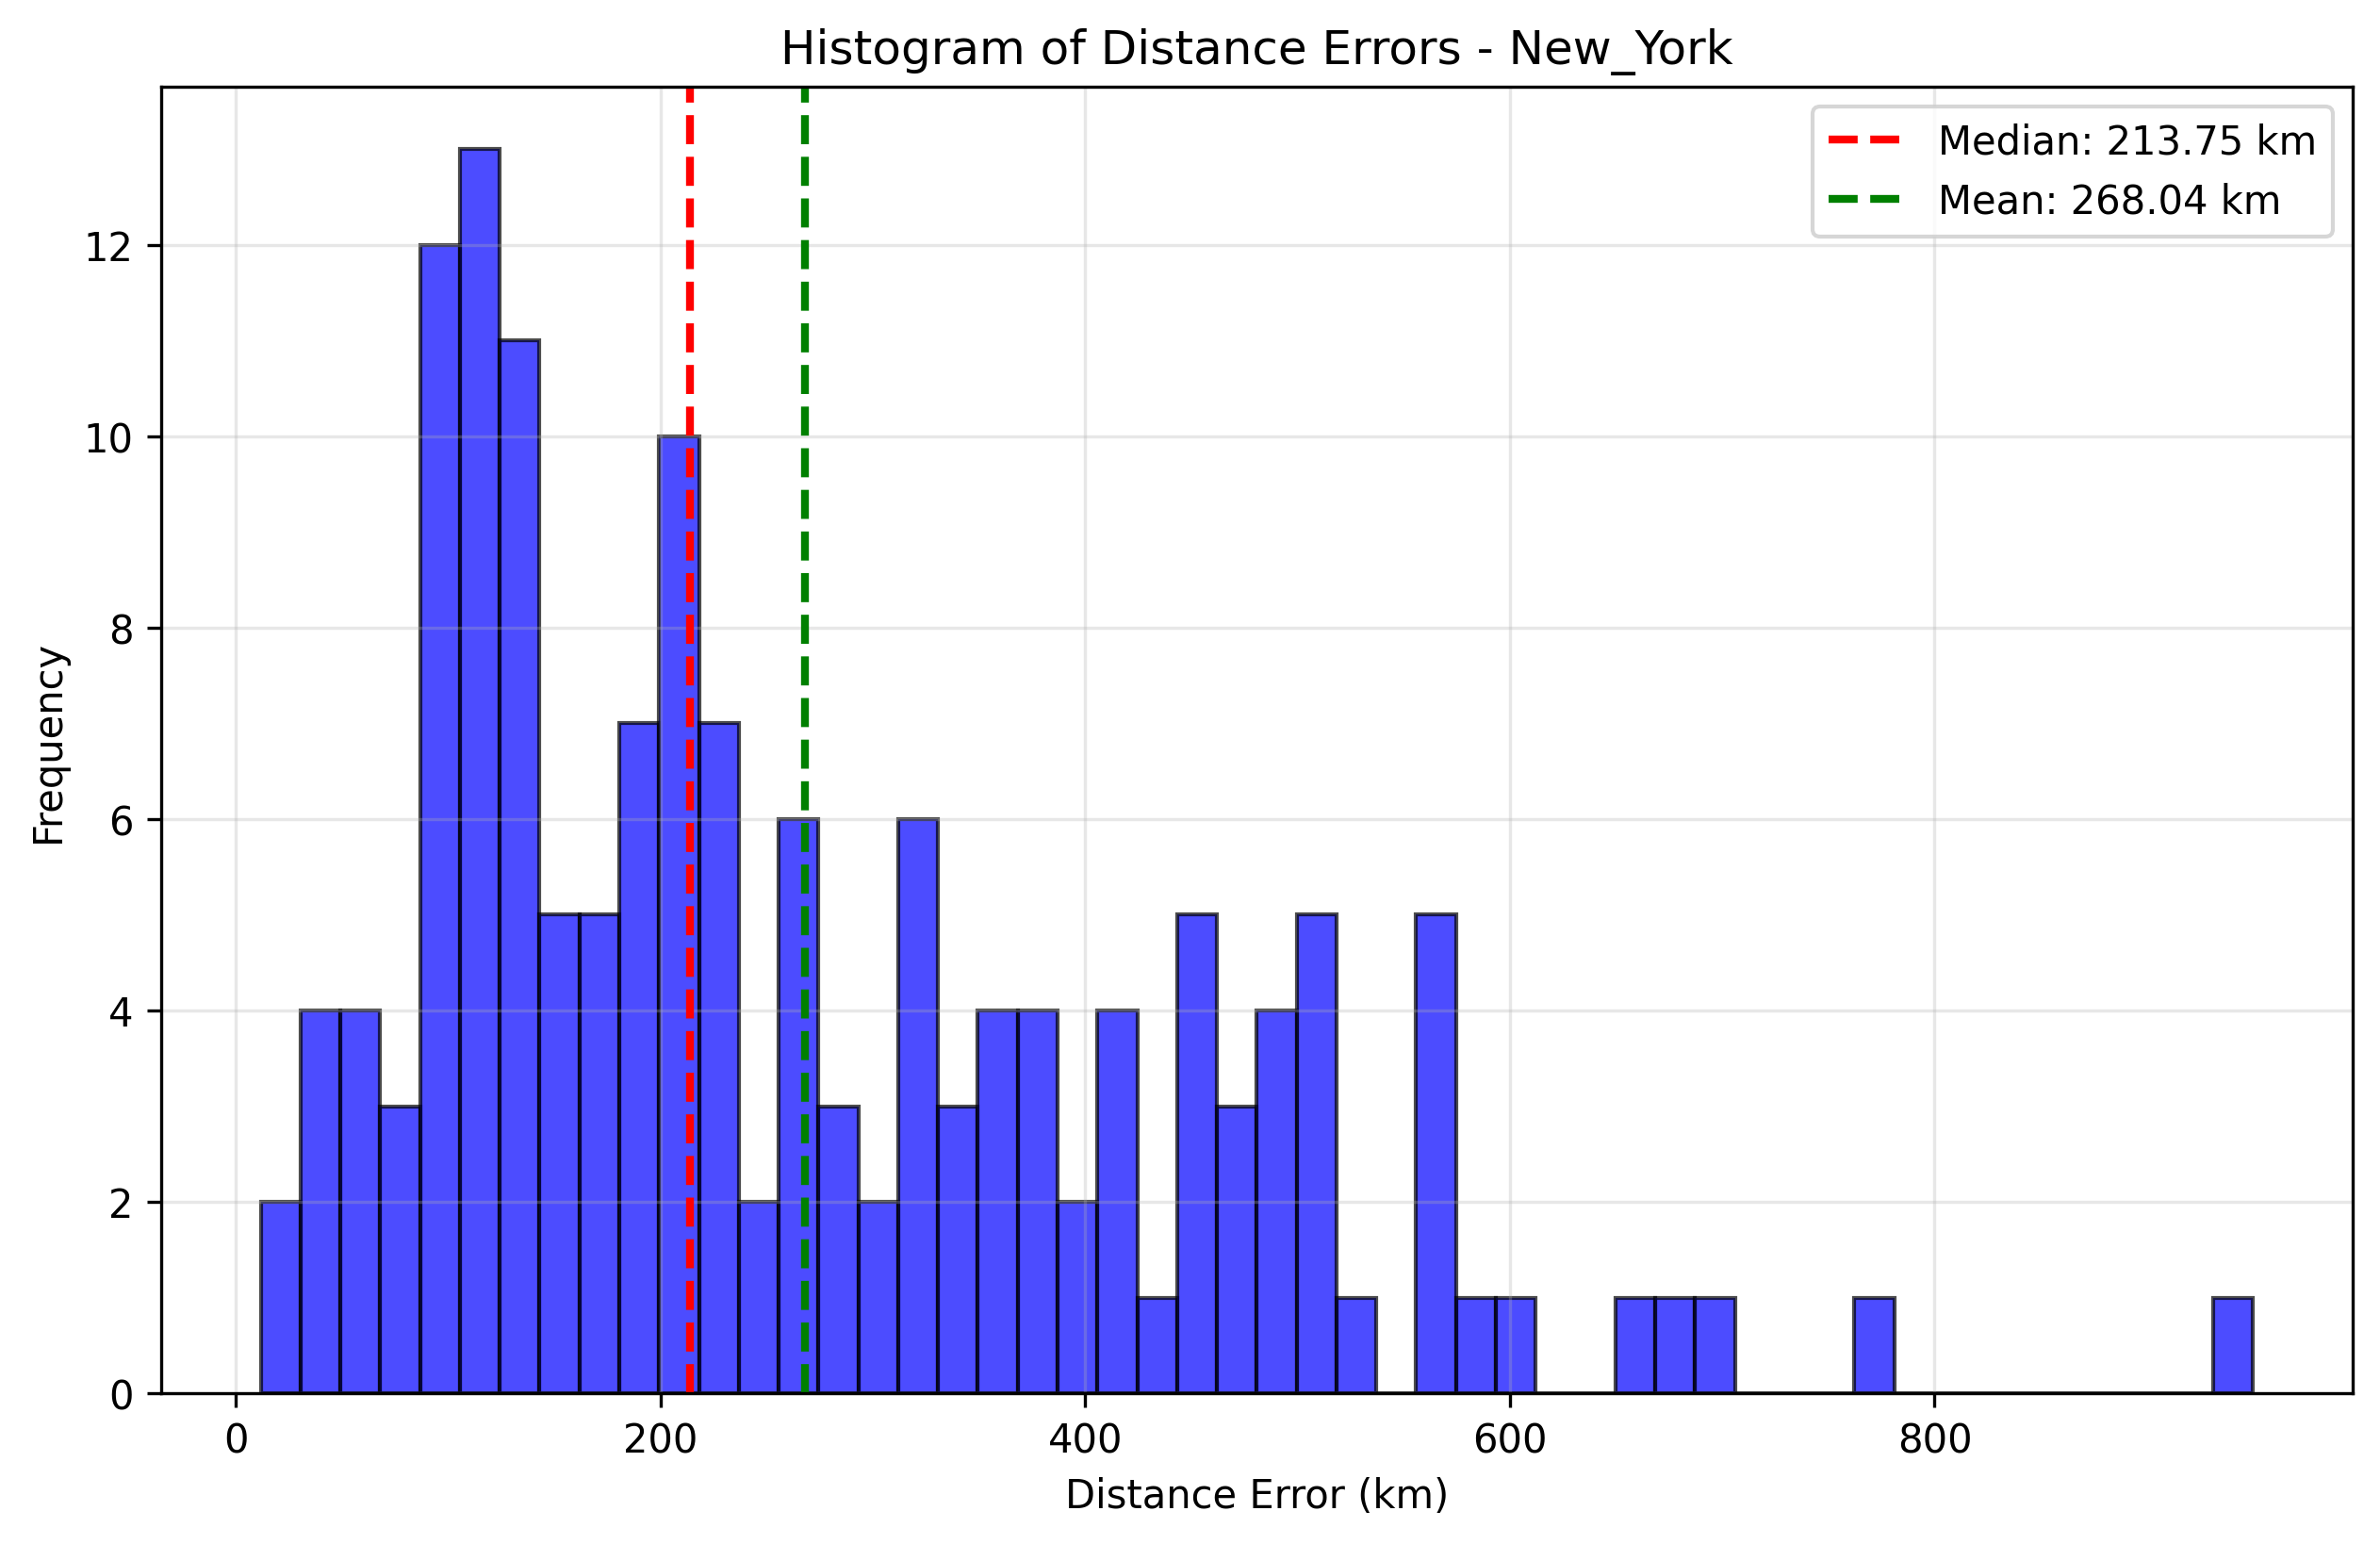 Histogram of Distance Errors - New_York
Median: 213.75 km
Mean: 268.04 km
12
10
8
6
4
2
0
Frequency
0 200 400 600 800
Distance Error (km)